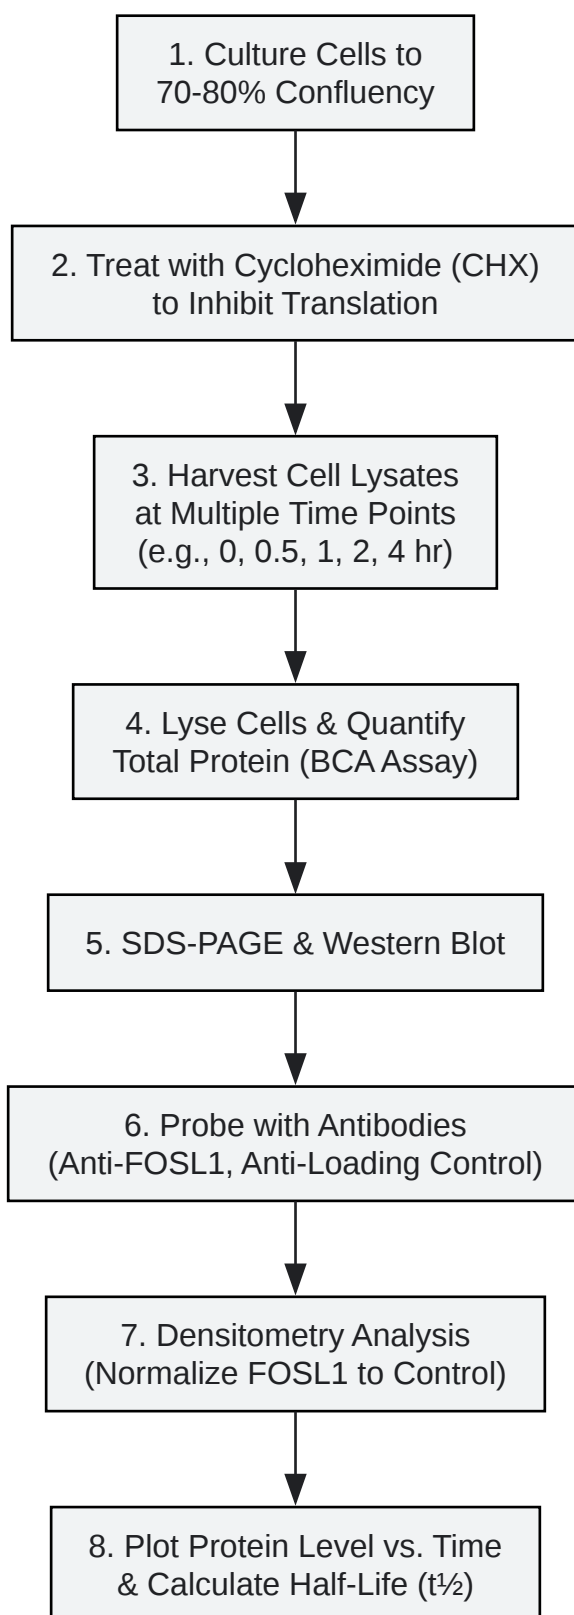 1. Culture Cells to
70-80% Confluency
2. Treat with Cycloheximide (CHX)
to Inhibit Translation
3. Harvest Cell Lysates
at Multiple Time Points
(e.g., 0, 0.5, 1, 2, 4 hr)
4. Lyse Cells & Quantify
Total Protein (BCA Assay)
5. SDS-PAGE & Western Blot
6. Probe with Antibodies
(Anti-FOSL1, Anti-Loading Control)
7. Densitometry Analysis
(Normalize FOSL1 to Control)
8. Plot Protein Level vs. Time
& Calculate Half-Life (t½)